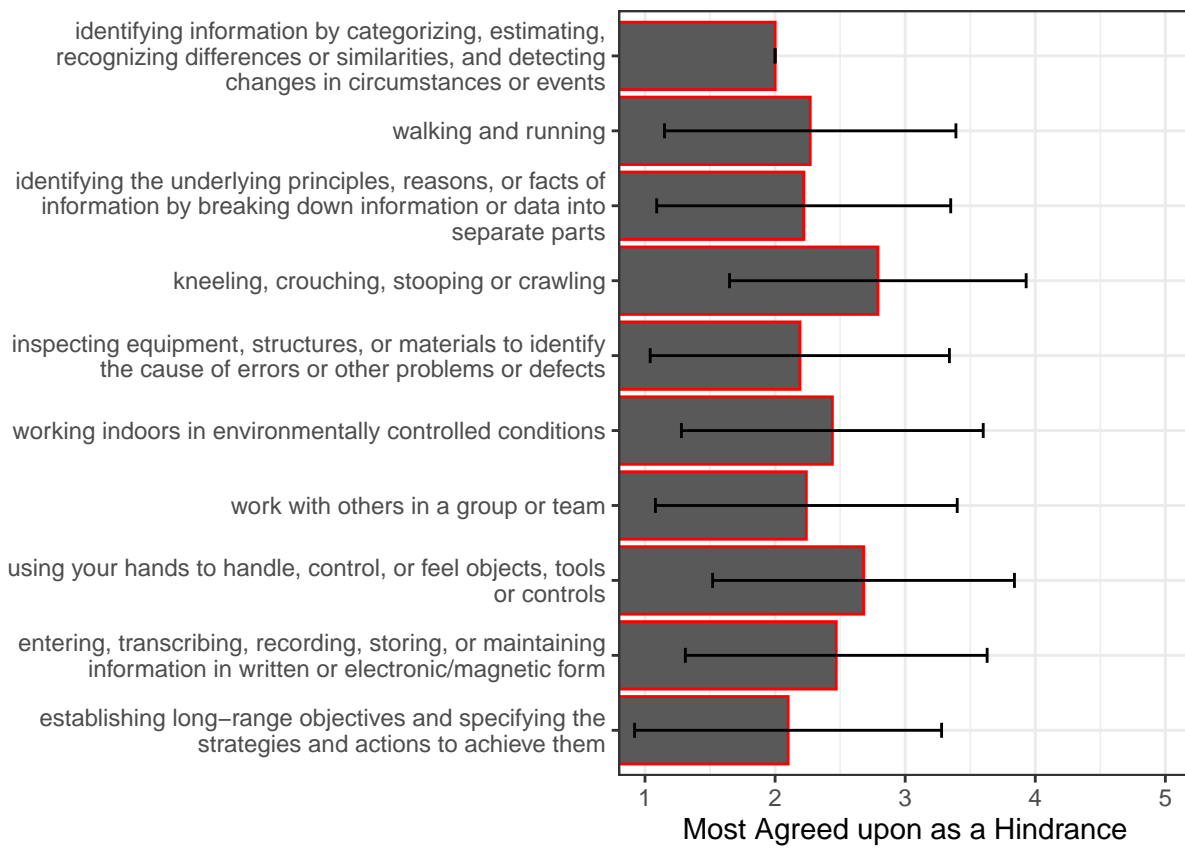 identifying information by categorizing, estimating,
recognizing differences or similarities, and detecting
changes in circumstances or events
walking and running
identifying the underlying principles, reasons, or facts of
information by breaking down information or data into
separate parts
kneeling, crouching, stooping or crawling
inspecting equipment, structures, or materials to identify
the cause of errors or other problems or defects
working indoors in environmentally controlled conditions
work with others in a group or team
using your hands to handle, control, or feel objects, tools
or controls
entering, transcribing, recording, storing, or maintaining
information in written or electronic/magnetic form
establishing long−range objectives and specifying the
strategies and actions to achieve them
1 2 3 4 5
Most Agreed upon as a Hindrance